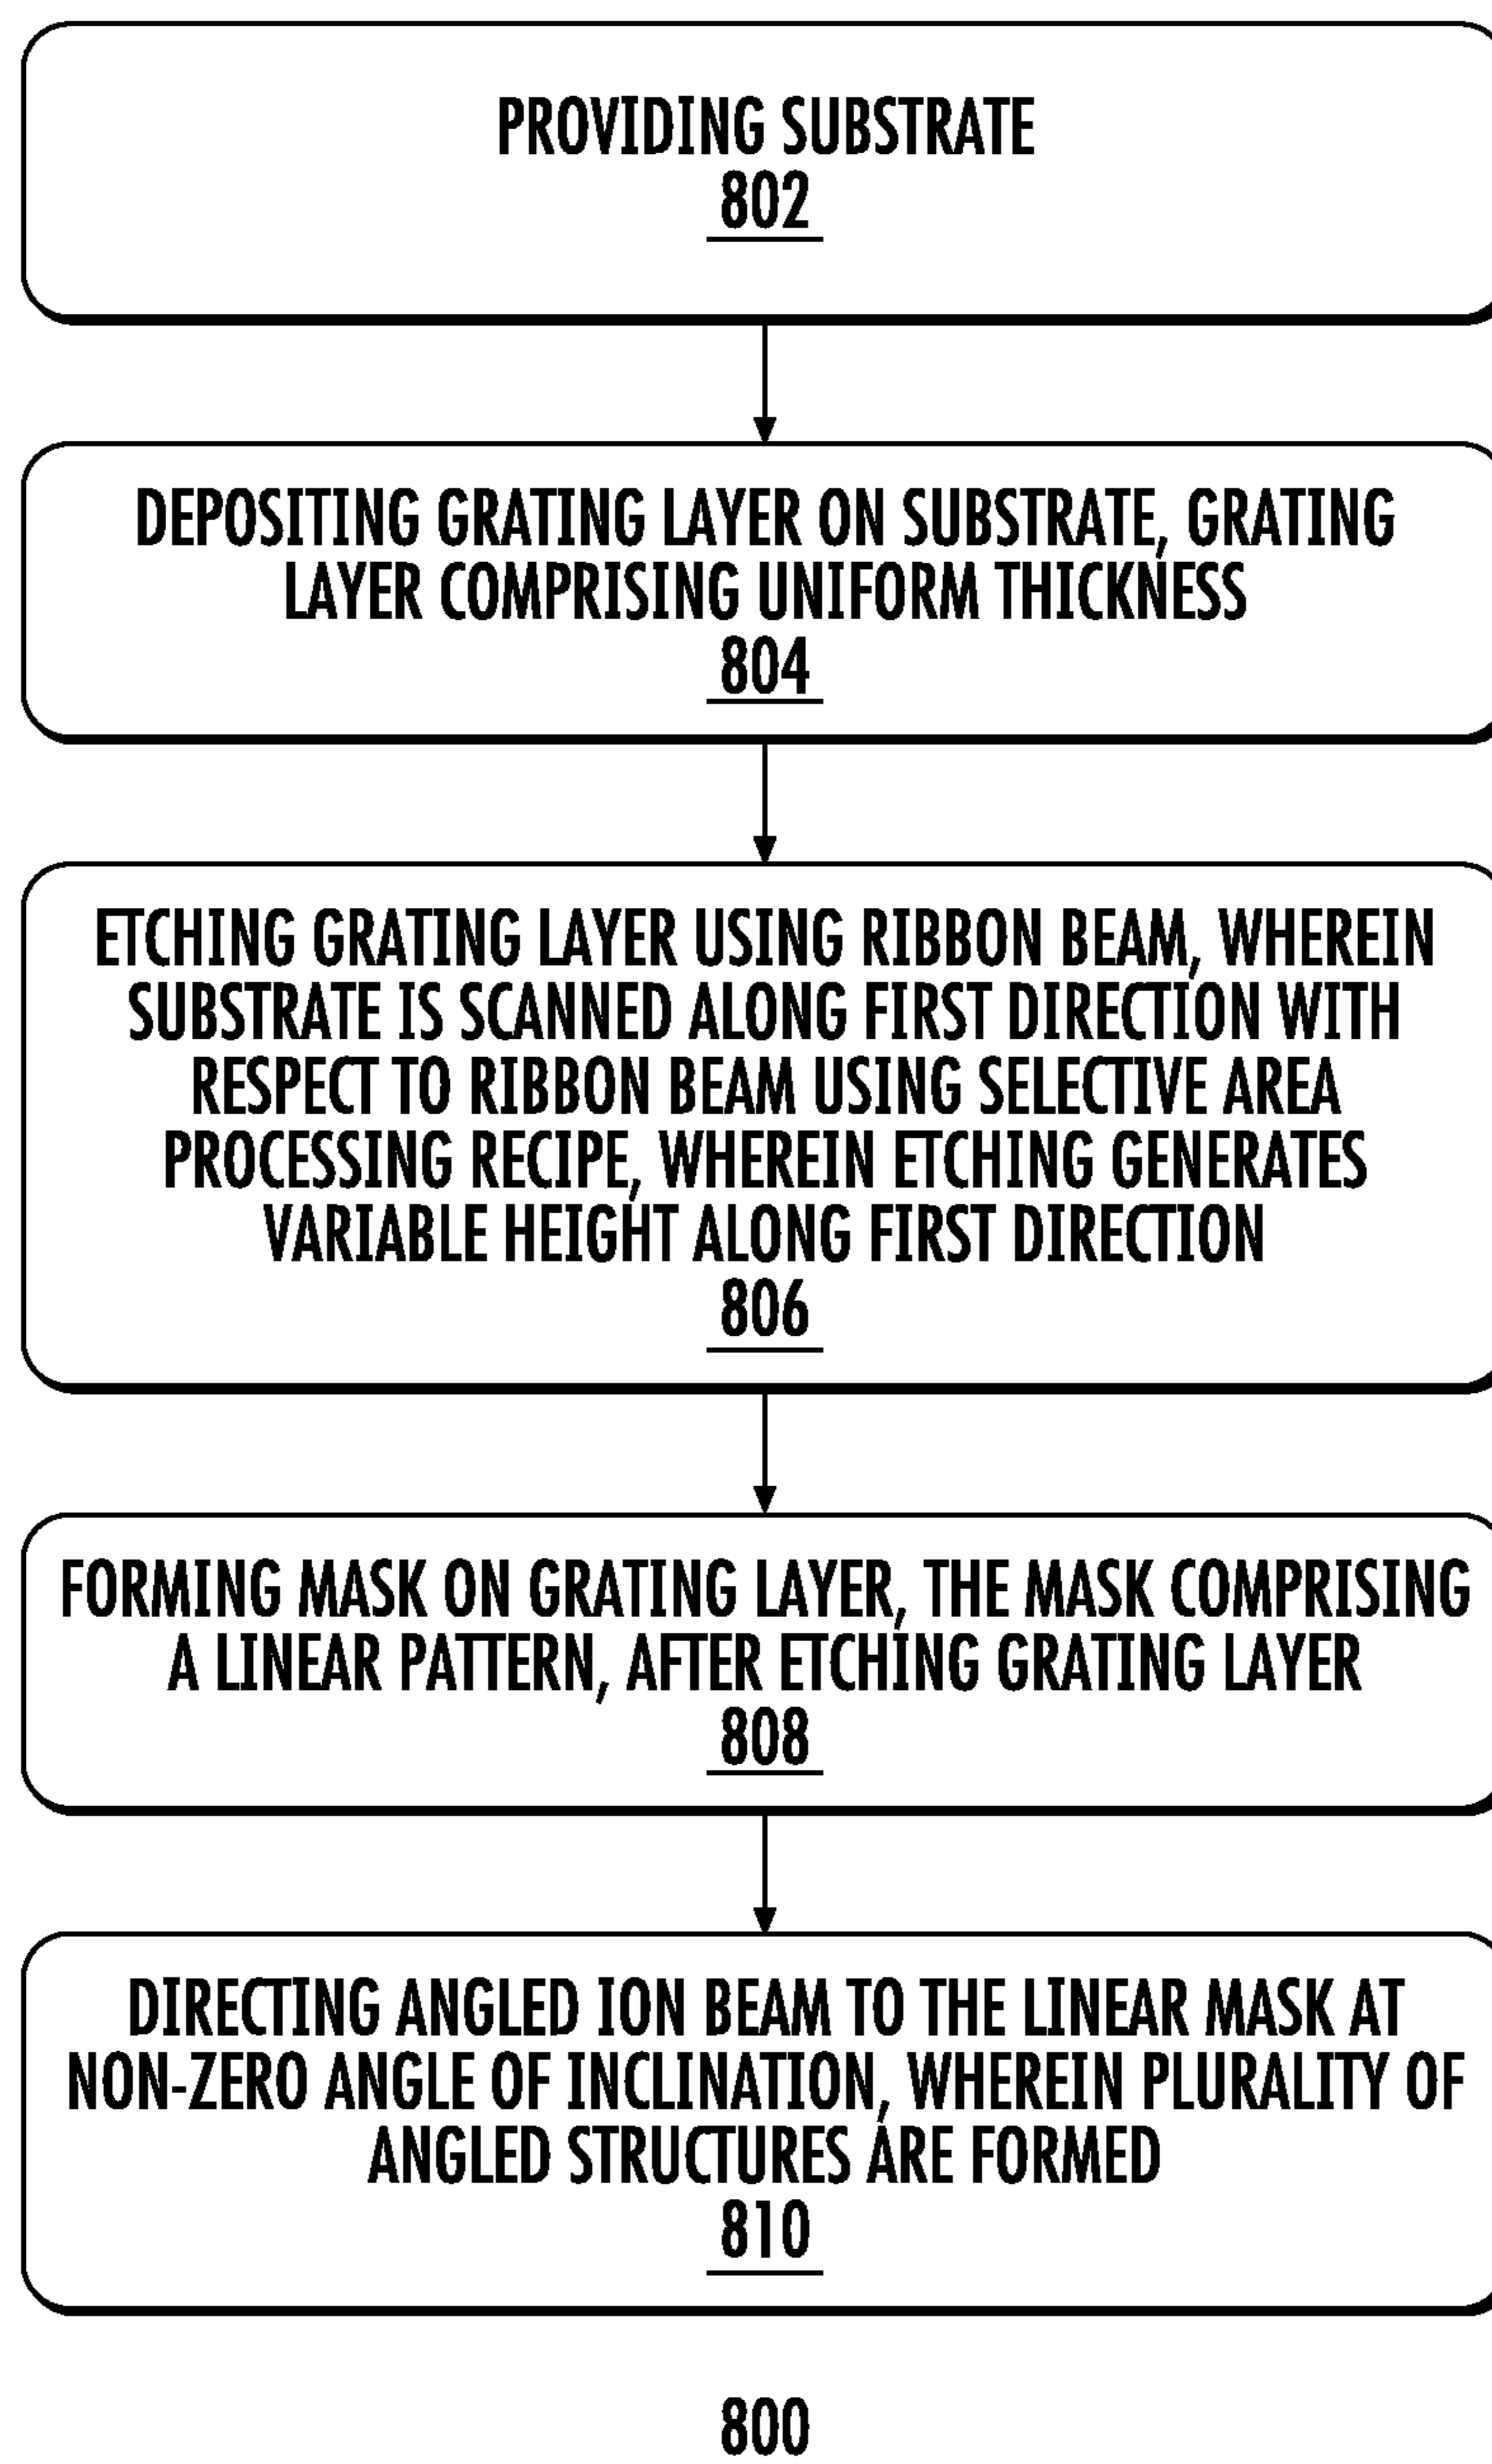 PROVIDING SUBSTRATE
802
DEPOSITING GRATING LAYER ON SUBSTRATE, GRATING
LAYER COMPRISING UNIFORM THICKNESS
804
ETCHING GRATING LAYER USING RIBBON BEAM, WHEREIN
SUBSTRATE IS SCANNED ALONG FIRST DIRECTION WITH
RESPECT TO RIBBON BEAM USING SELECTIVE AREA
PROCESSING RECIPE, WHEREIN ETCHING GENERATES
VARIABLE HEIGHT ALONG FIRST DIRECTION
806
FORMING MASK ON GRATING LAYER, THE MASK COMPRISING
A LINEAR PATTERN, AFTER ETCHING GRATING LAYER
808
DIRECTING ANGLED ION BEAM TO THE LINEAR MASK AT
NON-ZERO ANGLE OF INCLINATION, WHEREIN PLURALITY OF
ANGLED STRUCTURES ARE FORMED
810
800